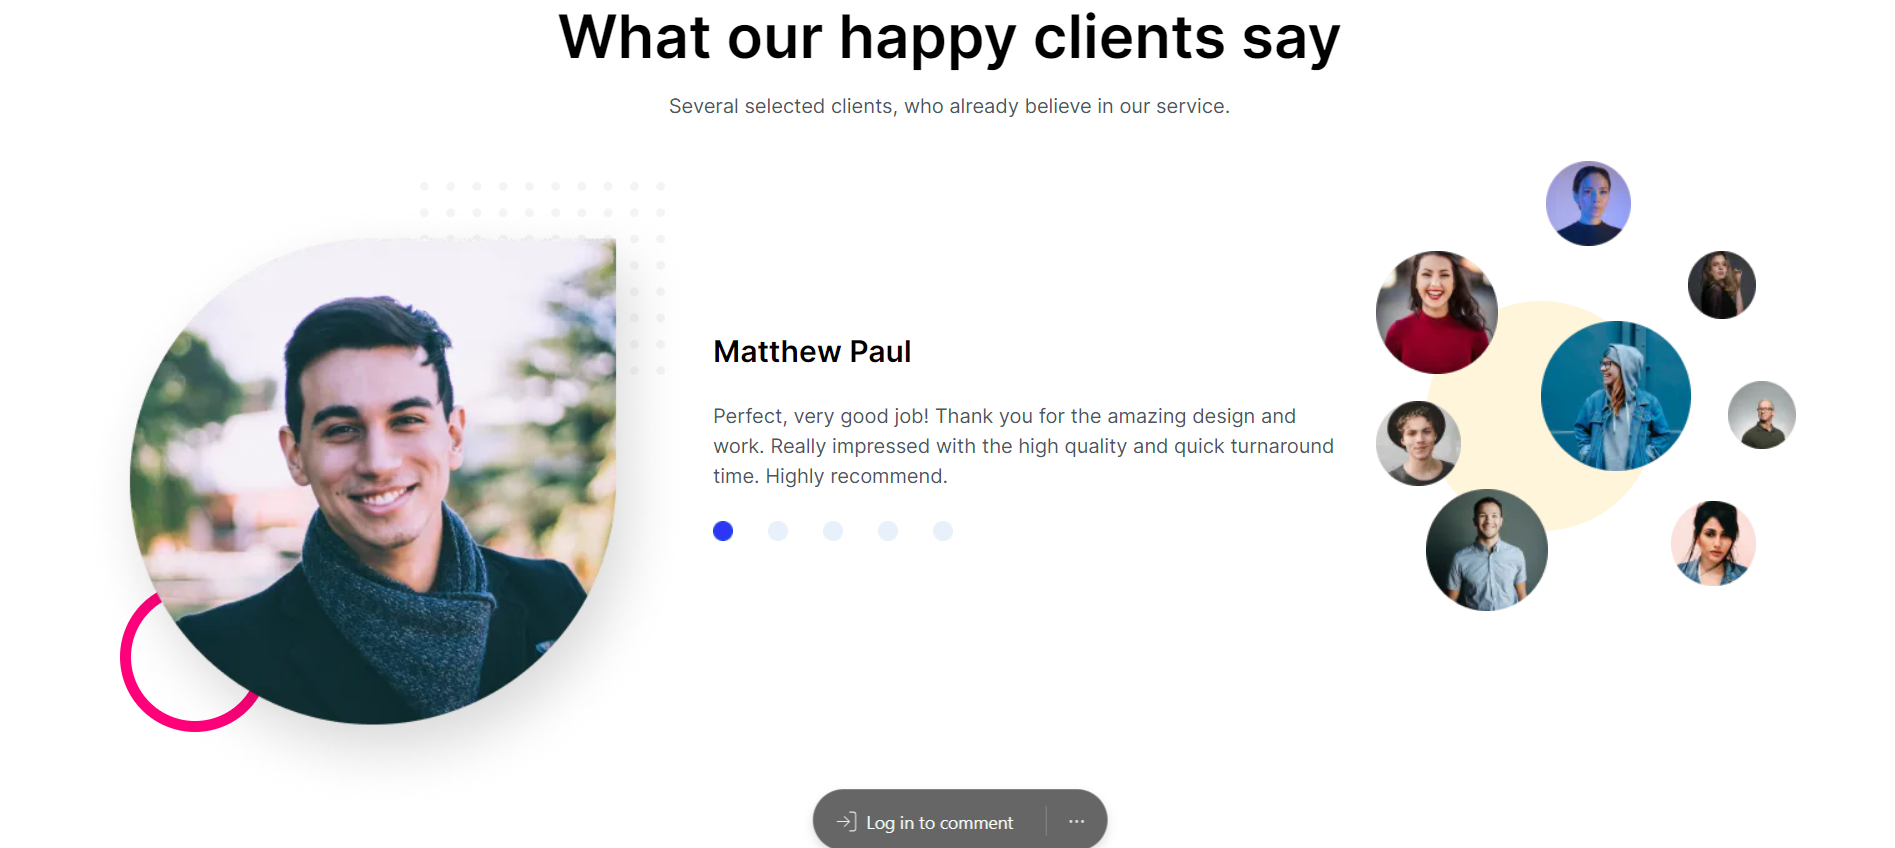 What our happy clients say
Several selected clients, who already believe in our service.
Matthew Paul
Perfect, very good job! Thank you for the amazing design and
work. Really impressed with the high quality and quick turnaround
time. Highly recommend.
Log in to comment